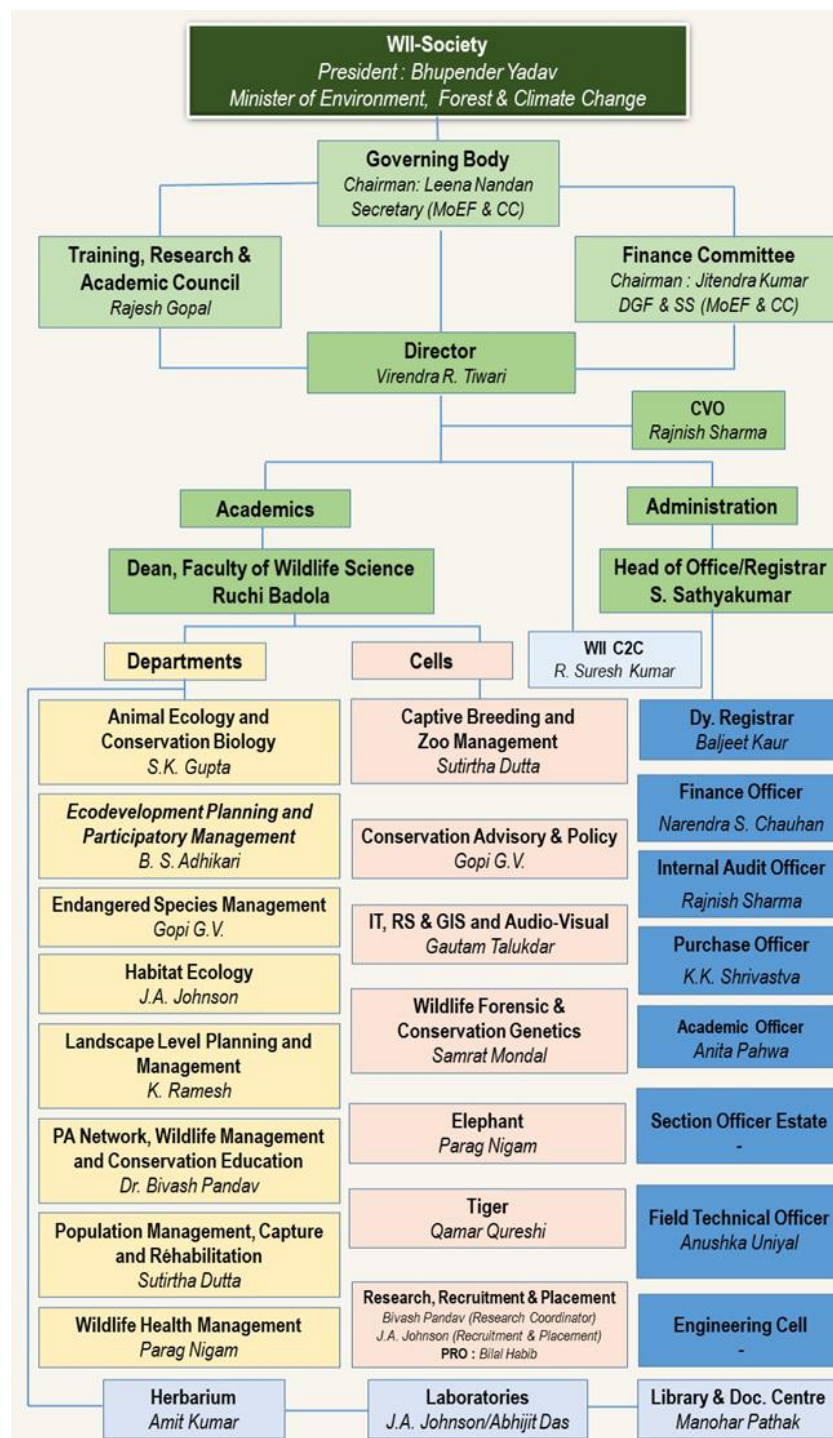 WII-Society
President : Bhupender Yadav
Minister of Environment, Forest & Climate Change
Governing Body
Chairman: Leena Nandan
Secretary (MoEF & CC)
Training, Research &
Academic Council
Rajesh Gopal
Finance Committee
Chairman : Jitendra Kumar
DGF & SS (MoEF & CC)
Director
Virendra R. Tiwari
CVO
Rajnish Sharma
Academics
Administration
Dean, Faculty of Wildlife Science
Ruchi Badola
Head of Office/Registrar
S. Sathyakumar
WII C2C
R. Suresh Kumar
Departments
Animal Ecology and
Conservation Biology
S.K. Gupta
Ecodevelopment Planning and
Participatory Management
B. S. Adhikari
Endangered Species Management
Gopi G.V.
Habitat Ecology
J.A. Johnson
Landscape Level Planning and
Management
K. Ramesh
PA Network, Wildlife Management
and Conservation Education
Dr. Bivash Pandav
Population Management, Capture
and Réhabilitation
Sutirtha Dutta
Wildlife Health Management
Parag Nigam
Cells
Captive Breeding and
Zoo Management
Sutirtha Dutta
Conservation Advisory & Policy
Gopi G.V.
IT, RS & GIS and Audio-Visual
Gautam Talukdar
Wildlife Forensic &
Conservation Genetics
Samrat Mondal
Elephant
Parag Nigam
Tiger
Qamar Qureshi
Research, Recruitment & Placement
Bivash Pandav (Research Coordinator)
J.A. Johnson (Recruitment & Placement)
PRO : Bilal Habib
Dy. Registrar
Baljeet Kaur
Finance Officer
Narendra S. Chauhan
Internal Audit Officer
Rajnish Sharma
Purchase Officer
K.K. Shrivastva
Academic Officer
Anita Pahwa
Section Officer Estate
-
Field Technical Officer
Anushka Uniyal
Engineering Cell
-
Herbarium
Amit Kumar
Laboratories
J.A. Johnson/Abhijit Das
Library & Doc. Centre
Manohar Pathak